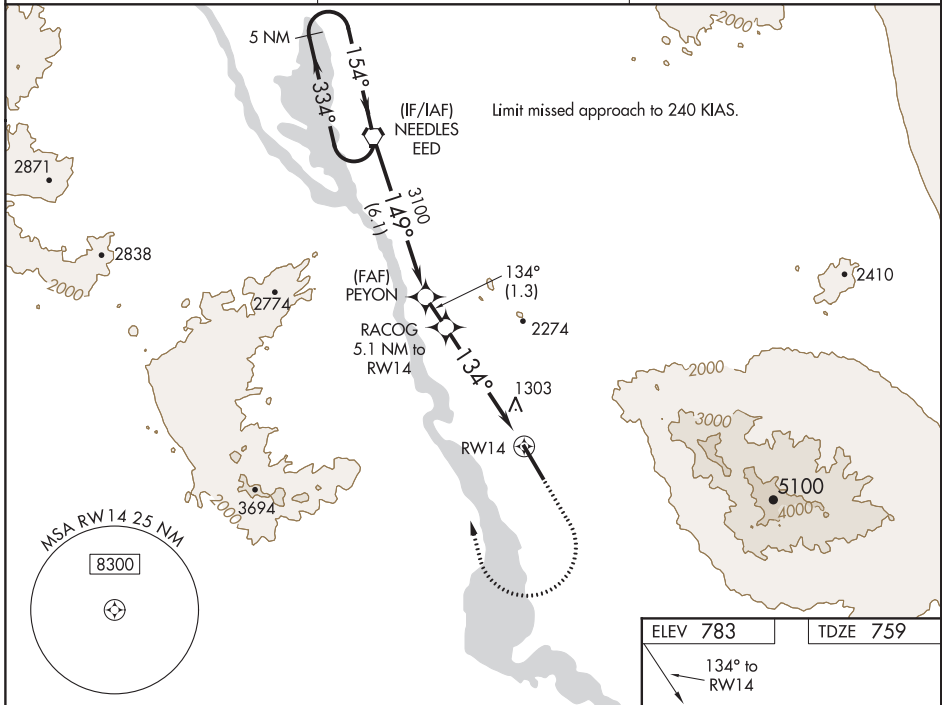 2000
3000
5 NM
154°
334°
(IF/IAF)
NEEDLES
EED
Limit missed approach to 240 KIAS.
2871
3100
149°
(6.1)
2838
2000
2774
(FAF)
PEYON
134°
(1.3)
2410
RACOG
5.1 NM to
RW14
2274
134°
2000
1303
3000
RW14
5100
4000
3694
2000
MSA RW14 25 NM
8300
ELEV 783
TDZE 759
134° to
RW14